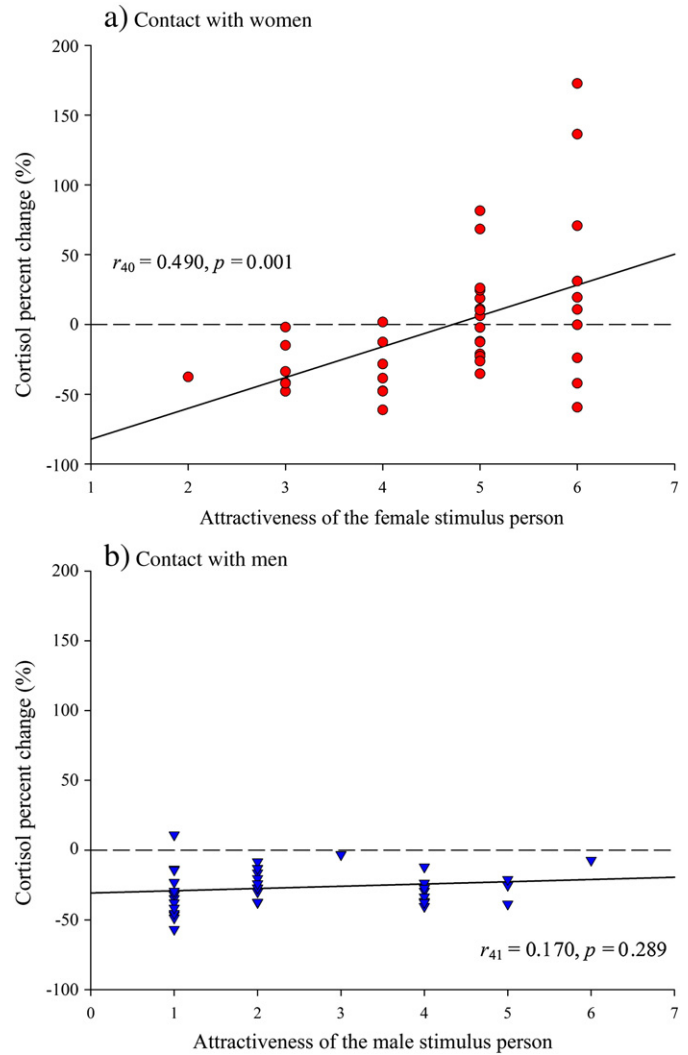 a) Contact with women
200
150
100
50
0
-50
-100
Cortisol percent change (%)
r40 = 0.490, p = 0.001
1 2 3 4 5 6 7
Attractiveness of the female stimulus person
b) Contact with men
200
150
100
50
0
-50
-100
Cortisol percent change (%)
r41 = 0.170, p = 0.289
0 1 2 3 4 5 6 7
Attractiveness of the male stimulus person